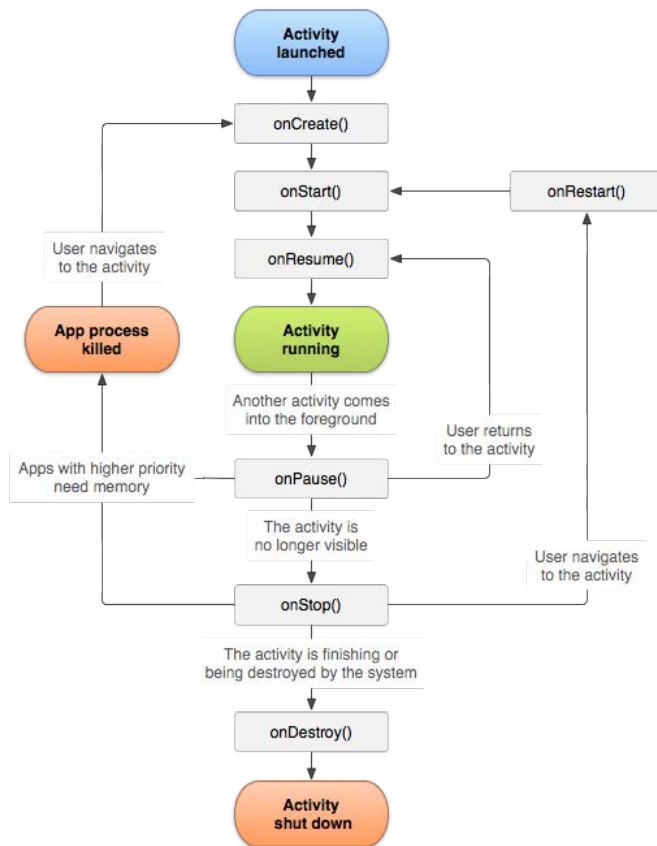 Activity
launched
onCreate()
onStart()
onRestart()
User navigates
to the activity
onResume()
App process
killed
Activity
running
Another activity comes
into the foreground
User returns
to the activity
Apps with higher priority
need memory
onPause()
The activity is
no longer visible
User navigates
to the activity
onStop()
The activity is finishing or
being destroyed by the system
onDestroy()
Activity
shut down